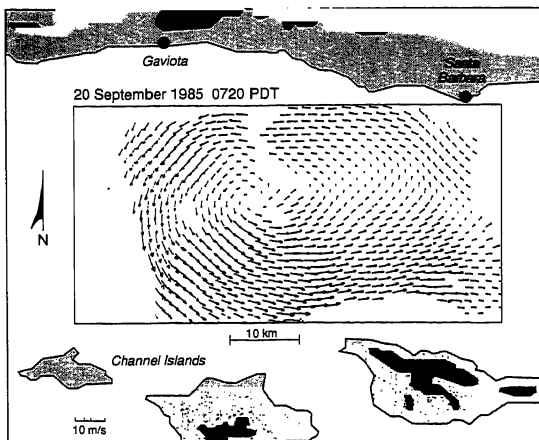 Gaviota
Santa
Barbara
20 September 1985 0720 PDT
N
10 km
Channel Islands
10 m/s